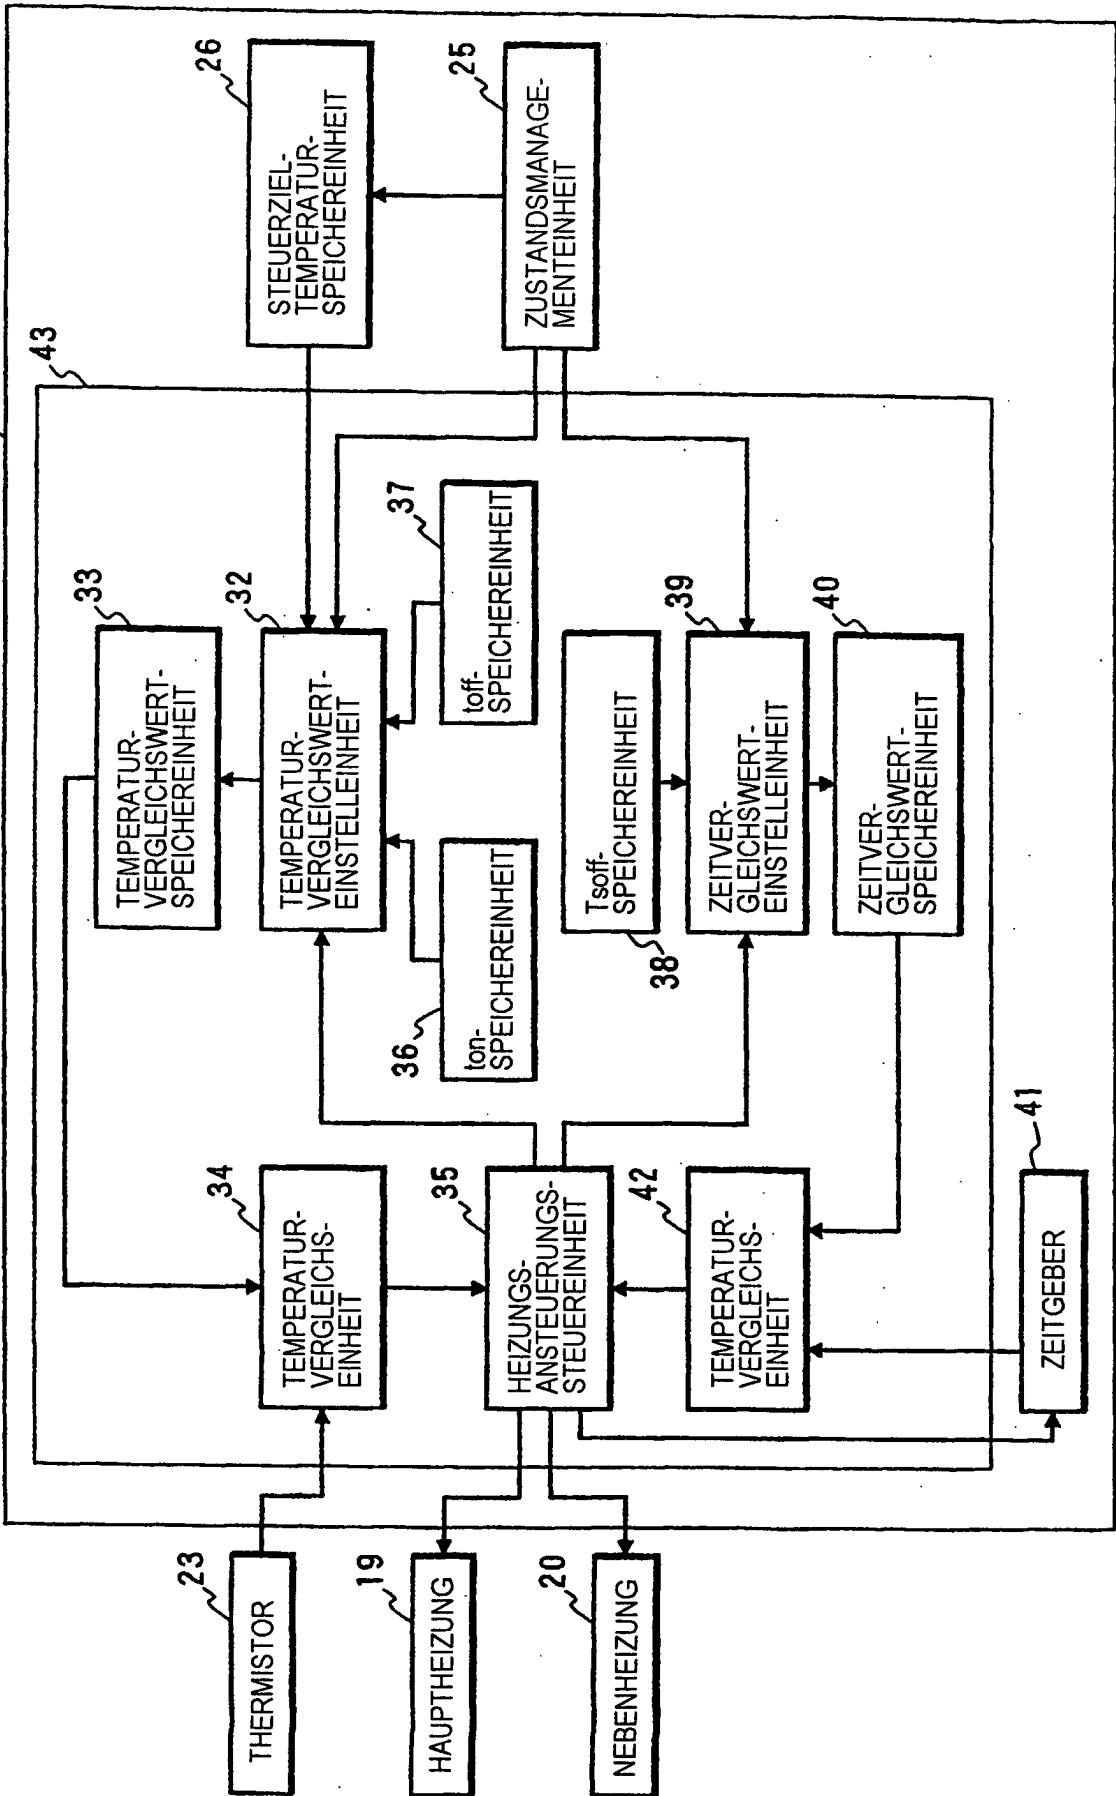 43
23
THERMISTOR
19
HAUPTHEIZUNG
20
NEBENHEIZUNG
34
TEMPERATUR-
VERGLEICHS-
EINHEIT
35
HEIZUNGS-
ANSTEUERUNGS-
STEUEREINHEIT
42
TEMPERATUR-
VERGLEICHS-
EINHEIT
41
ZEITGEBER
33
TEMPERATUR-
VERGLEICHSWERT-
SPEICHEREINHEIT
32
TEMPERATUR-
VERGLEICHSWERT-
EINSTELLEINHEIT
36
ton-
SPEICHEREINHEIT
37
toff-
SPEICHEREINHEIT
38
Tsoff-
SPEICHEREINHEIT
39
ZEITVER-
GLEICHSWERT-
EINSTELLEINHEIT
40
ZEITVER-
GLEICHSWERT-
SPEICHEREINHEIT
26
STEUERZIEL-
TEMPERATUR-
SPEICHEREINHEIT
25
ZUSTANDSMANAGE-
MENTEINHEIT